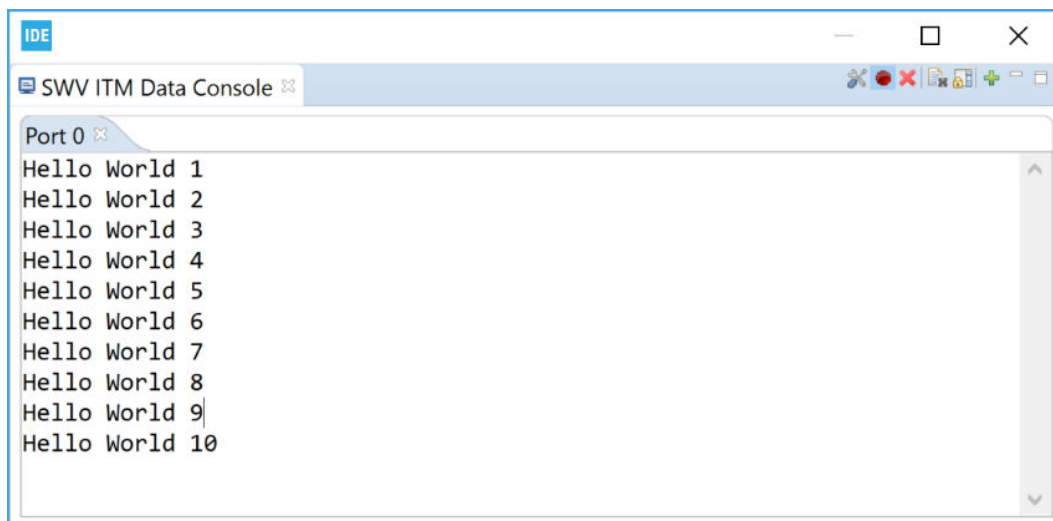 IDE
SWV ITM Data Console
Port 0
Hello World 1
Hello World 2
Hello World 3
Hello World 4
Hello World 5
Hello World 6
Hello World 7
Hello World 8
Hello World 9
Hello World 10